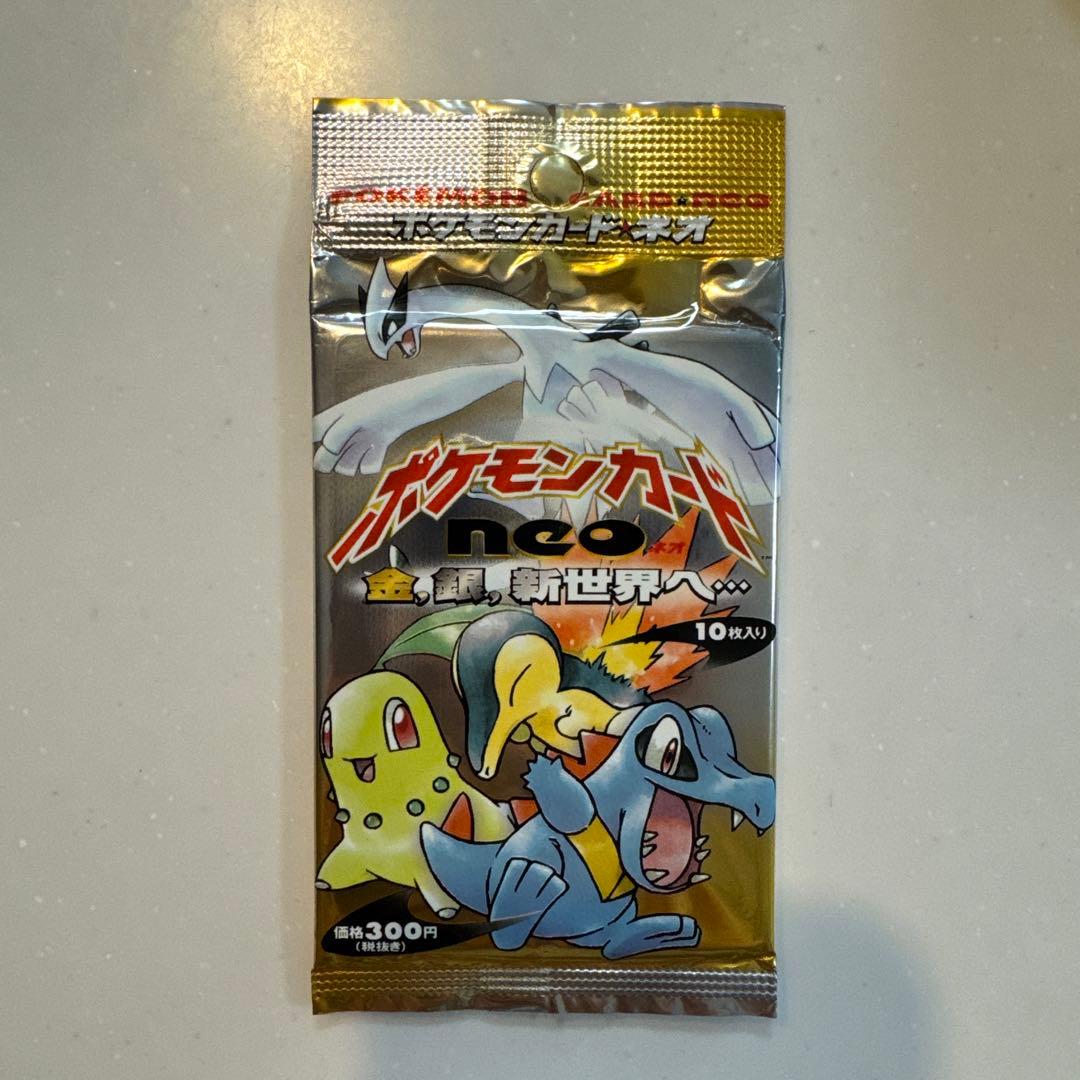 POKÉMON CARD★neo
ポケモンカード★ネオ
ポケモンカード
neo ネオ
金,銀,新世界へ…
10枚入り
価格300円
(税抜き)